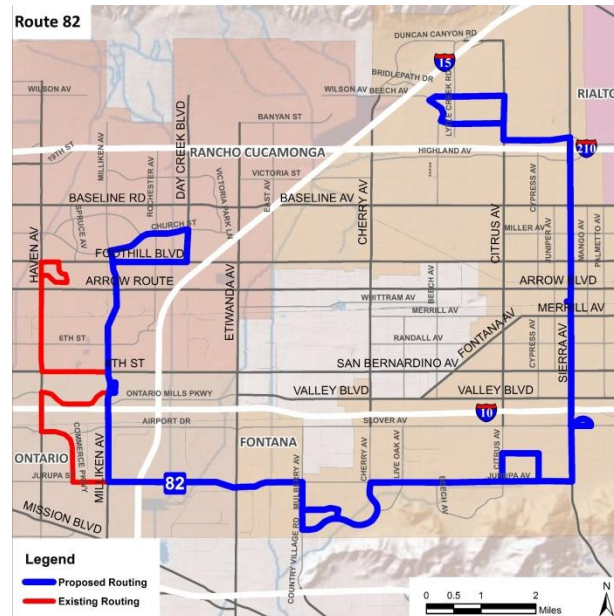 Route 82
DUNCAN CANYON RD
15
BRIDLEPATH DR
RIALTO
WILSON AV
WILSON AV
BEECH AV
LYTLE CREEK RD
BANYAN ST
MILLIKEN AV
DAY CREEK BLVD
19TH ST
RANCHO CUCAMONGA
HIGHLAND AV
210
ROCHESTER AV
VICTORIA PARK LN
VICTORIA ST
EAST AV
CYPRESS AV
BASELINE RD
BASELINE AV
CHERRY AV
CITRUS AV
SPRUCE AV
CHURCH ST
MILLER AV
JUNIPER AV
MANGO AV
PALMETTO AV
HAVEN AV
FOOTHILL BLVD
ARROW ROUTE
ETIWANDA AV
ARROW BLVD
WHITTRAM AV
BEECH AV
MERRILL AV
MERRILL AV
FONTANA AV
6TH ST
RANDALL AV
CYPRESS AV
SIERRA AV
4TH ST
SAN BERNARDINO AV
ONTARIO MILLS PKWY
VALLEY BLVD
VALLEY BLVD
10
AIRPORT DR
SLOVER AV
COMMERCE PKWY
FONTANA
ONTARIO
MILLIKEN AV
MULBERRY AV
CHERRY AV
LIVE OAK AV
CITRUS AV
JURUPA ST
82
JURUPA AV
BEECH AV
MISSION BLVD
COUNTRY VILLAGE RD
Legend
Proposed Routing
Existing Routing
N
0 0.5 1 2
Miles